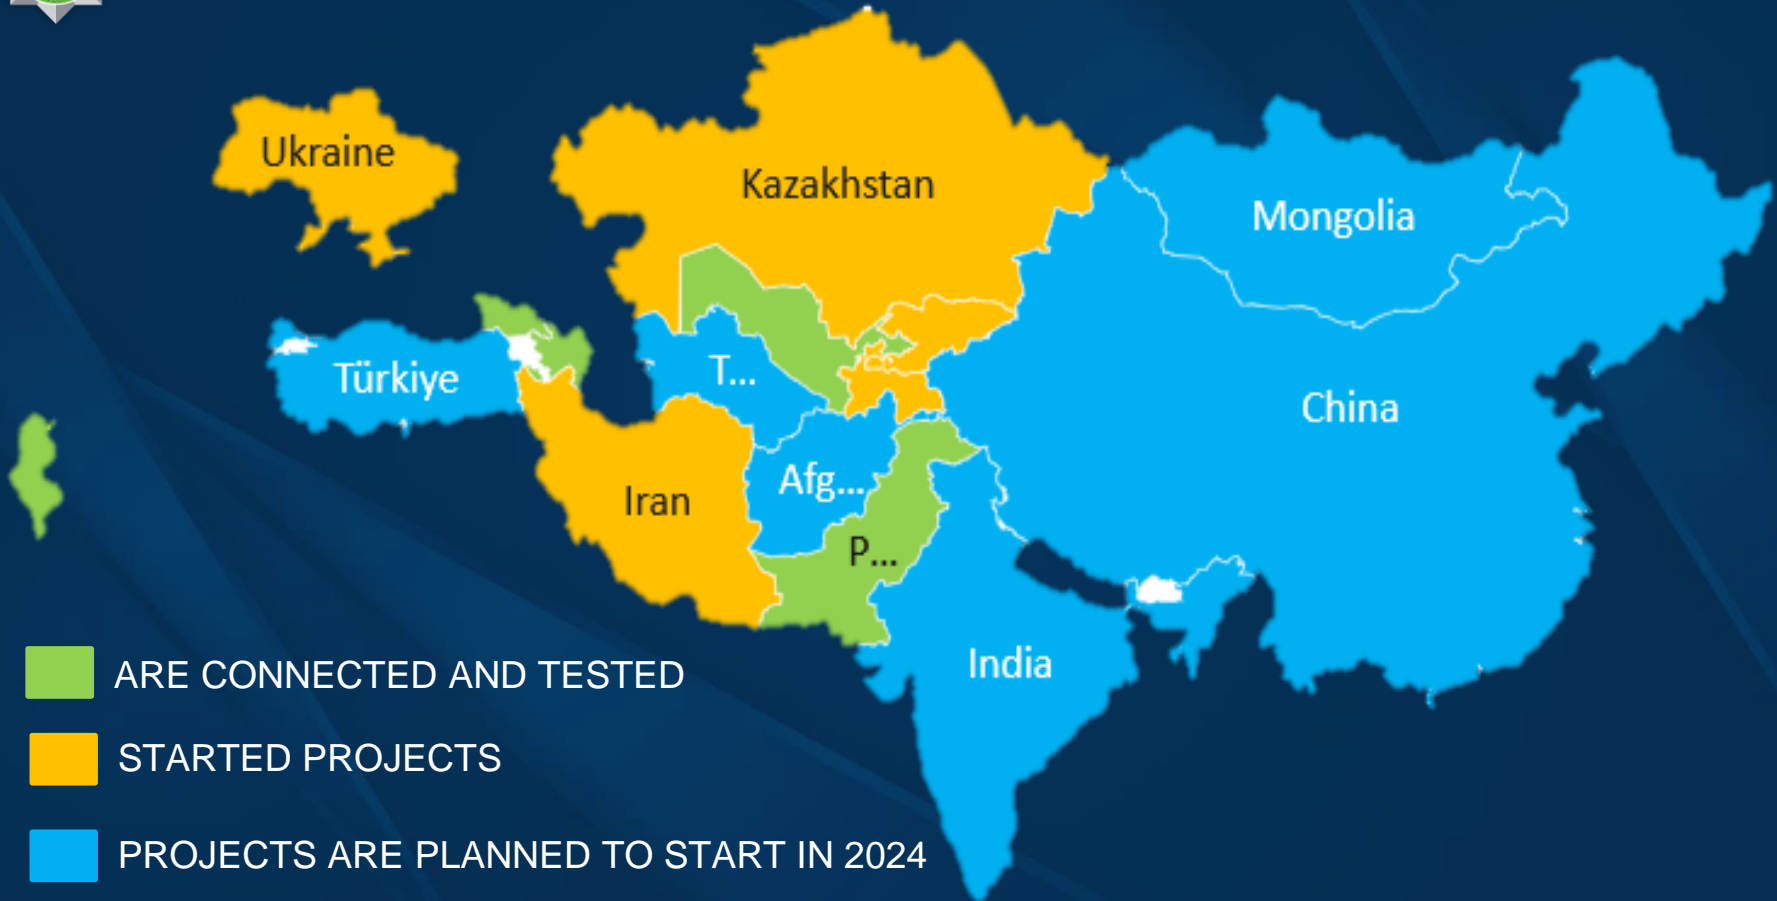 Ukraine
Kazakhstan
Mongolia
Türkiye
T...
China
Afg...
Iran
P...
India
ARE CONNECTED AND TESTED
STARTED PROJECTS
PROJECTS ARE PLANNED TO START IN 2024